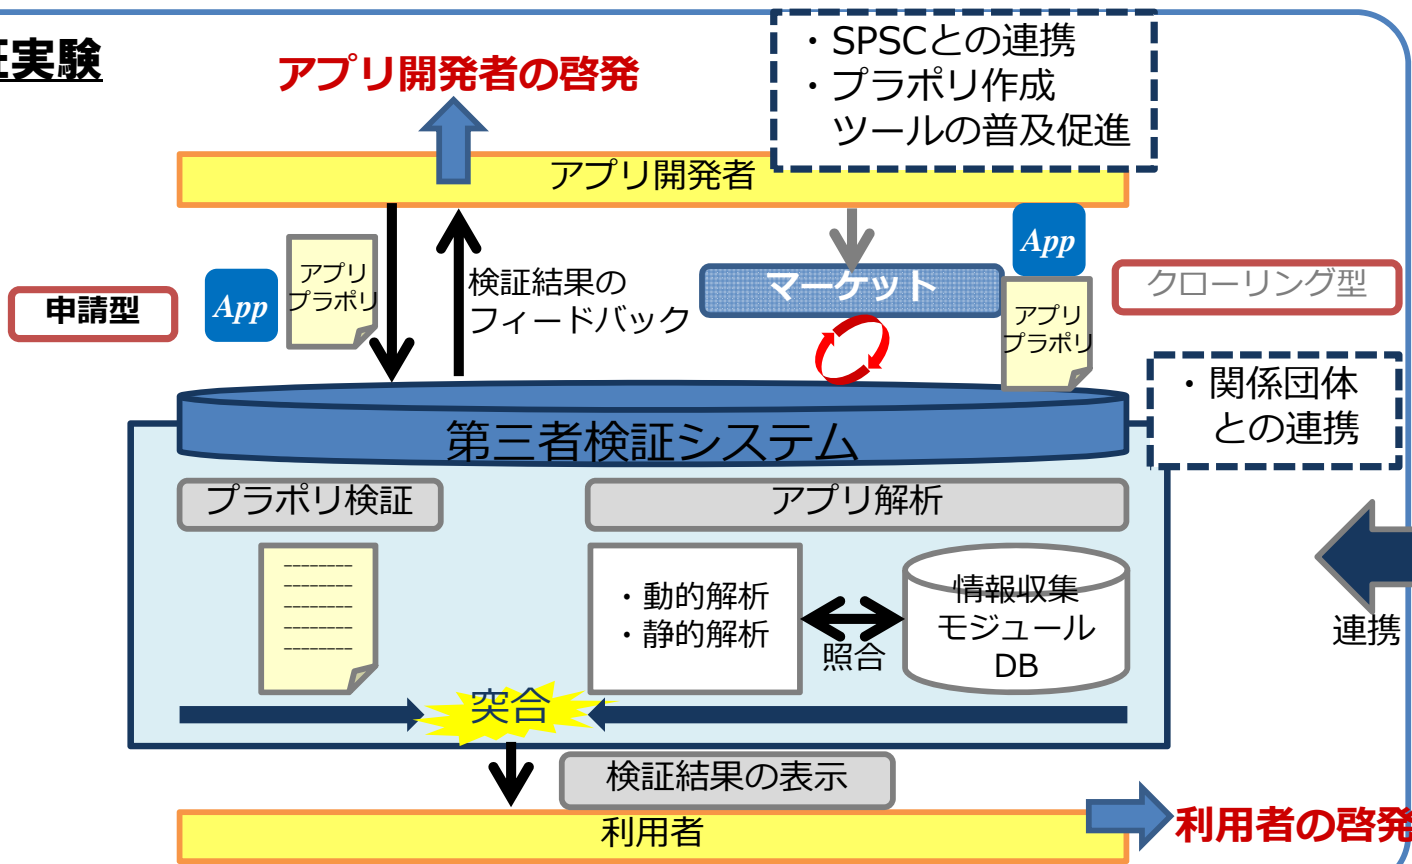 証実験
アプリ開発者の啓発
・SPSCとの連携
・プラポリ作成
ツールの普及促進
アプリ開発者
申請型
App
アプリ
プラポリ
検証結果の
フィードバック
マーケット
App
アプリ
プラポリ
クローリング型
・関係団体
との連携
第三者検証システム
プラポリ検証
アプリ解析
--------
--------
--------
--------
--------
・動的解析
・静的解析
照合
情報収集
モジュール
DB
連携
突合
検証結果の表示
利用者
利用者の啓発